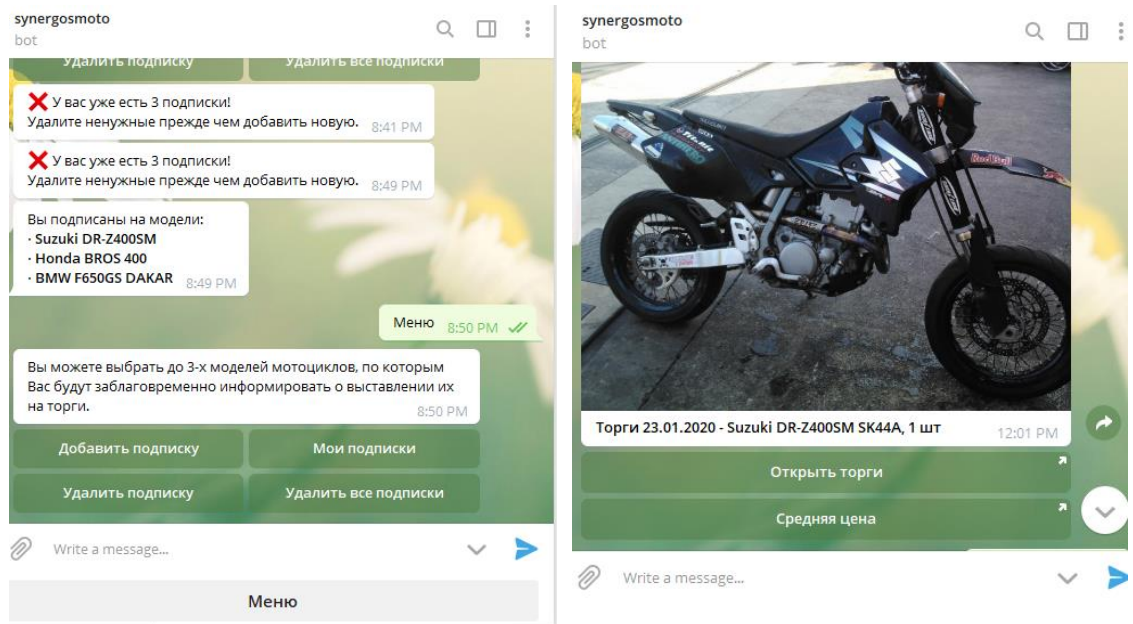 synergosmoto
bot
Удалить подписку
Удалить все подписки
❌ У вас уже есть 3 подписки!
Удалите ненужные прежде чем добавить новую. 8:41 PM
❌ У вас уже есть 3 подписки!
Удалите ненужные прежде чем добавить новую. 8:49 PM
Вы подписаны на модели:
· Suzuki DR-Z400SM
· Honda BROS 400
· BMW F650GS DAKAR 8:49 PM
Меню 8:50 PM
Вы можете выбрать до 3-х моделей мотоциклов, по которым
Вас будут заблаговременно информировать о выставлении их
на торги. 8:50 PM
Добавить подписку
Мои подписки
Удалить подписку
Удалить все подписки
Write a message...
Меню
synergosmoto
bot
SUZUKI
Red Bull
Торги 23.01.2020 - Suzuki DR-Z400SM SK44A, 1 шт 12:01 PM
Открыть торги
Средняя цена
Write a message...